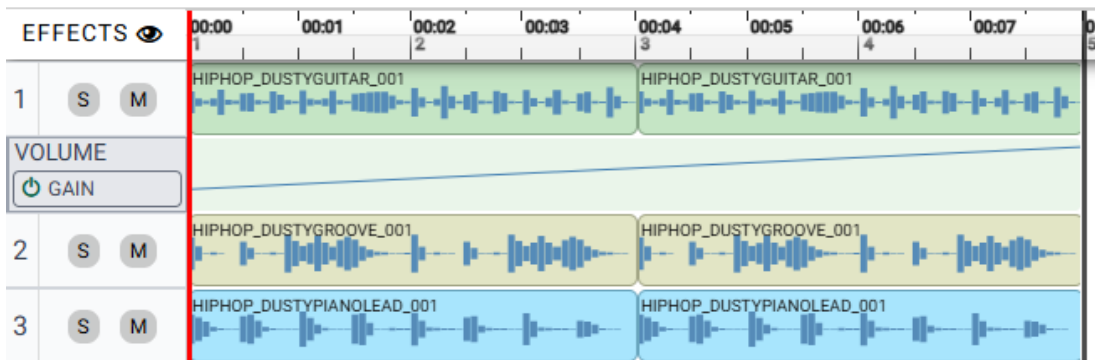 EFFECTS
00:00 00:01 00:02 00:03 00:04 00:05 00:06 00:07 0
1 2 3 4 5
1 S M
HIPHOP_DUSTYGUITAR_001 HIPHOP_DUSTYGUITAR_001
VOLUME
GAIN
2 S M
HIPHOP_DUSTYGROOVE_001 HIPHOP_DUSTYGROOVE_001
3 S M
HIPHOP_DUSTYPIANOLEAD_001 HIPHOP_DUSTYPIANOLEAD_001